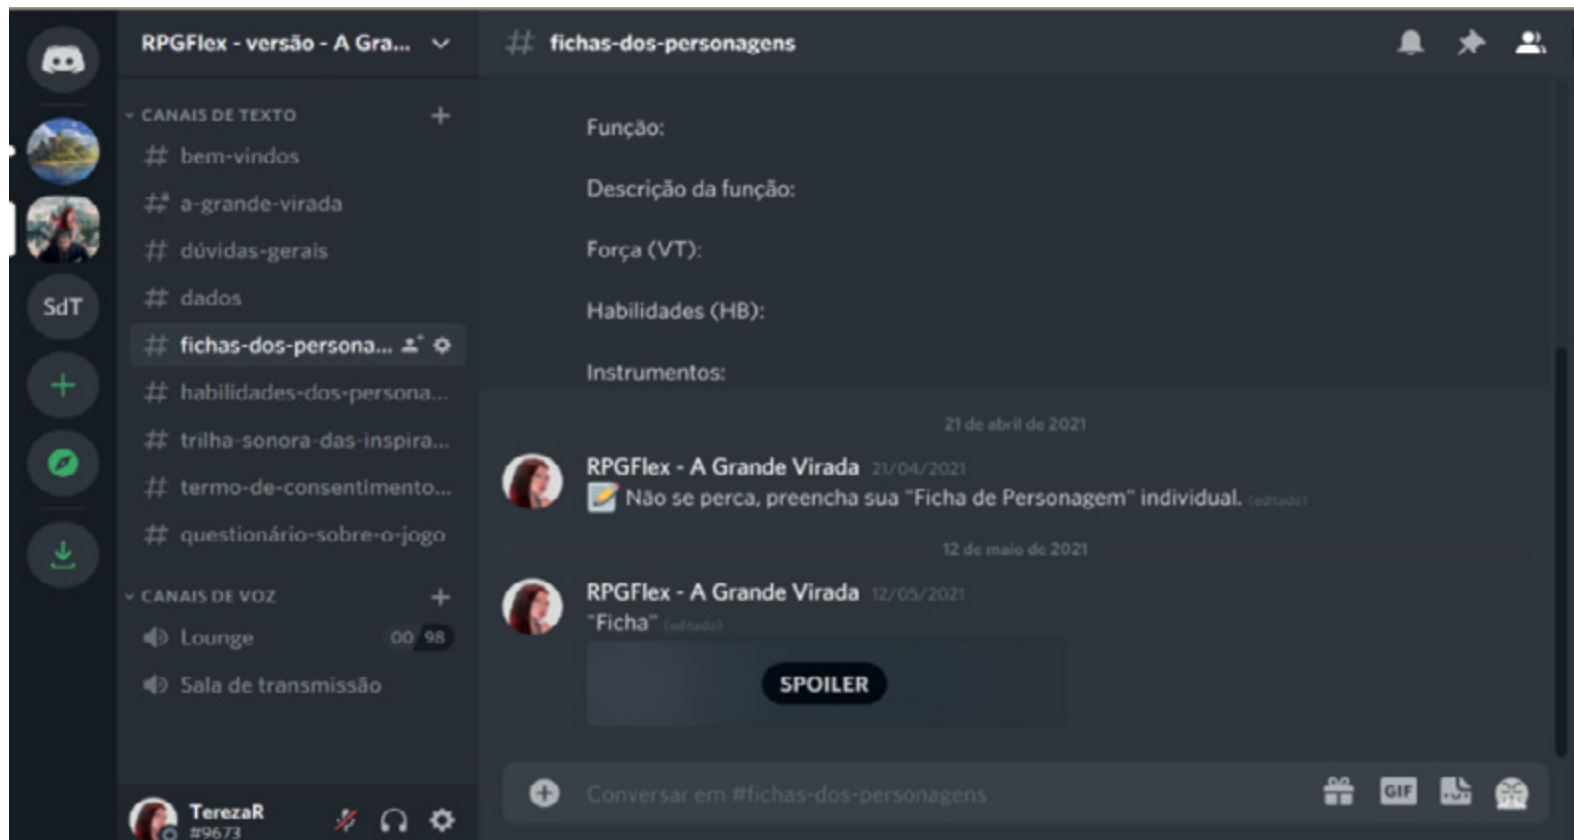 RPGFlex - versão - A Gra...
CANAIS DE TEXTO
bem-vindos
a-grande-virada
dúvidas-gerais
dados
fichas-dos-persona...
habilidades-dos-persona...
trilha-sonora-das-inspira...
termo-de-consentimento...
questionário-sobre-o-jogo
CANAIS DE VOZ
Lounge 00 98
Sala de transmissão
TerezaR
#9673
SdT
# fichas-dos-personagens
Função:
Descrição da função:
Força (VT):
Habilidades (HB):
Instrumentos:
21 de abril de 2021
RPGFlex - A Grande Virada 21/04/2021
Não se perca, preencha sua "Ficha de Personagem" individual. (editado)
12 de maio de 2021
RPGFlex - A Grande Virada 12/05/2021
"Ficha" (editado)
SPOILER
Conversar em #fichas-dos-personagens
GIF